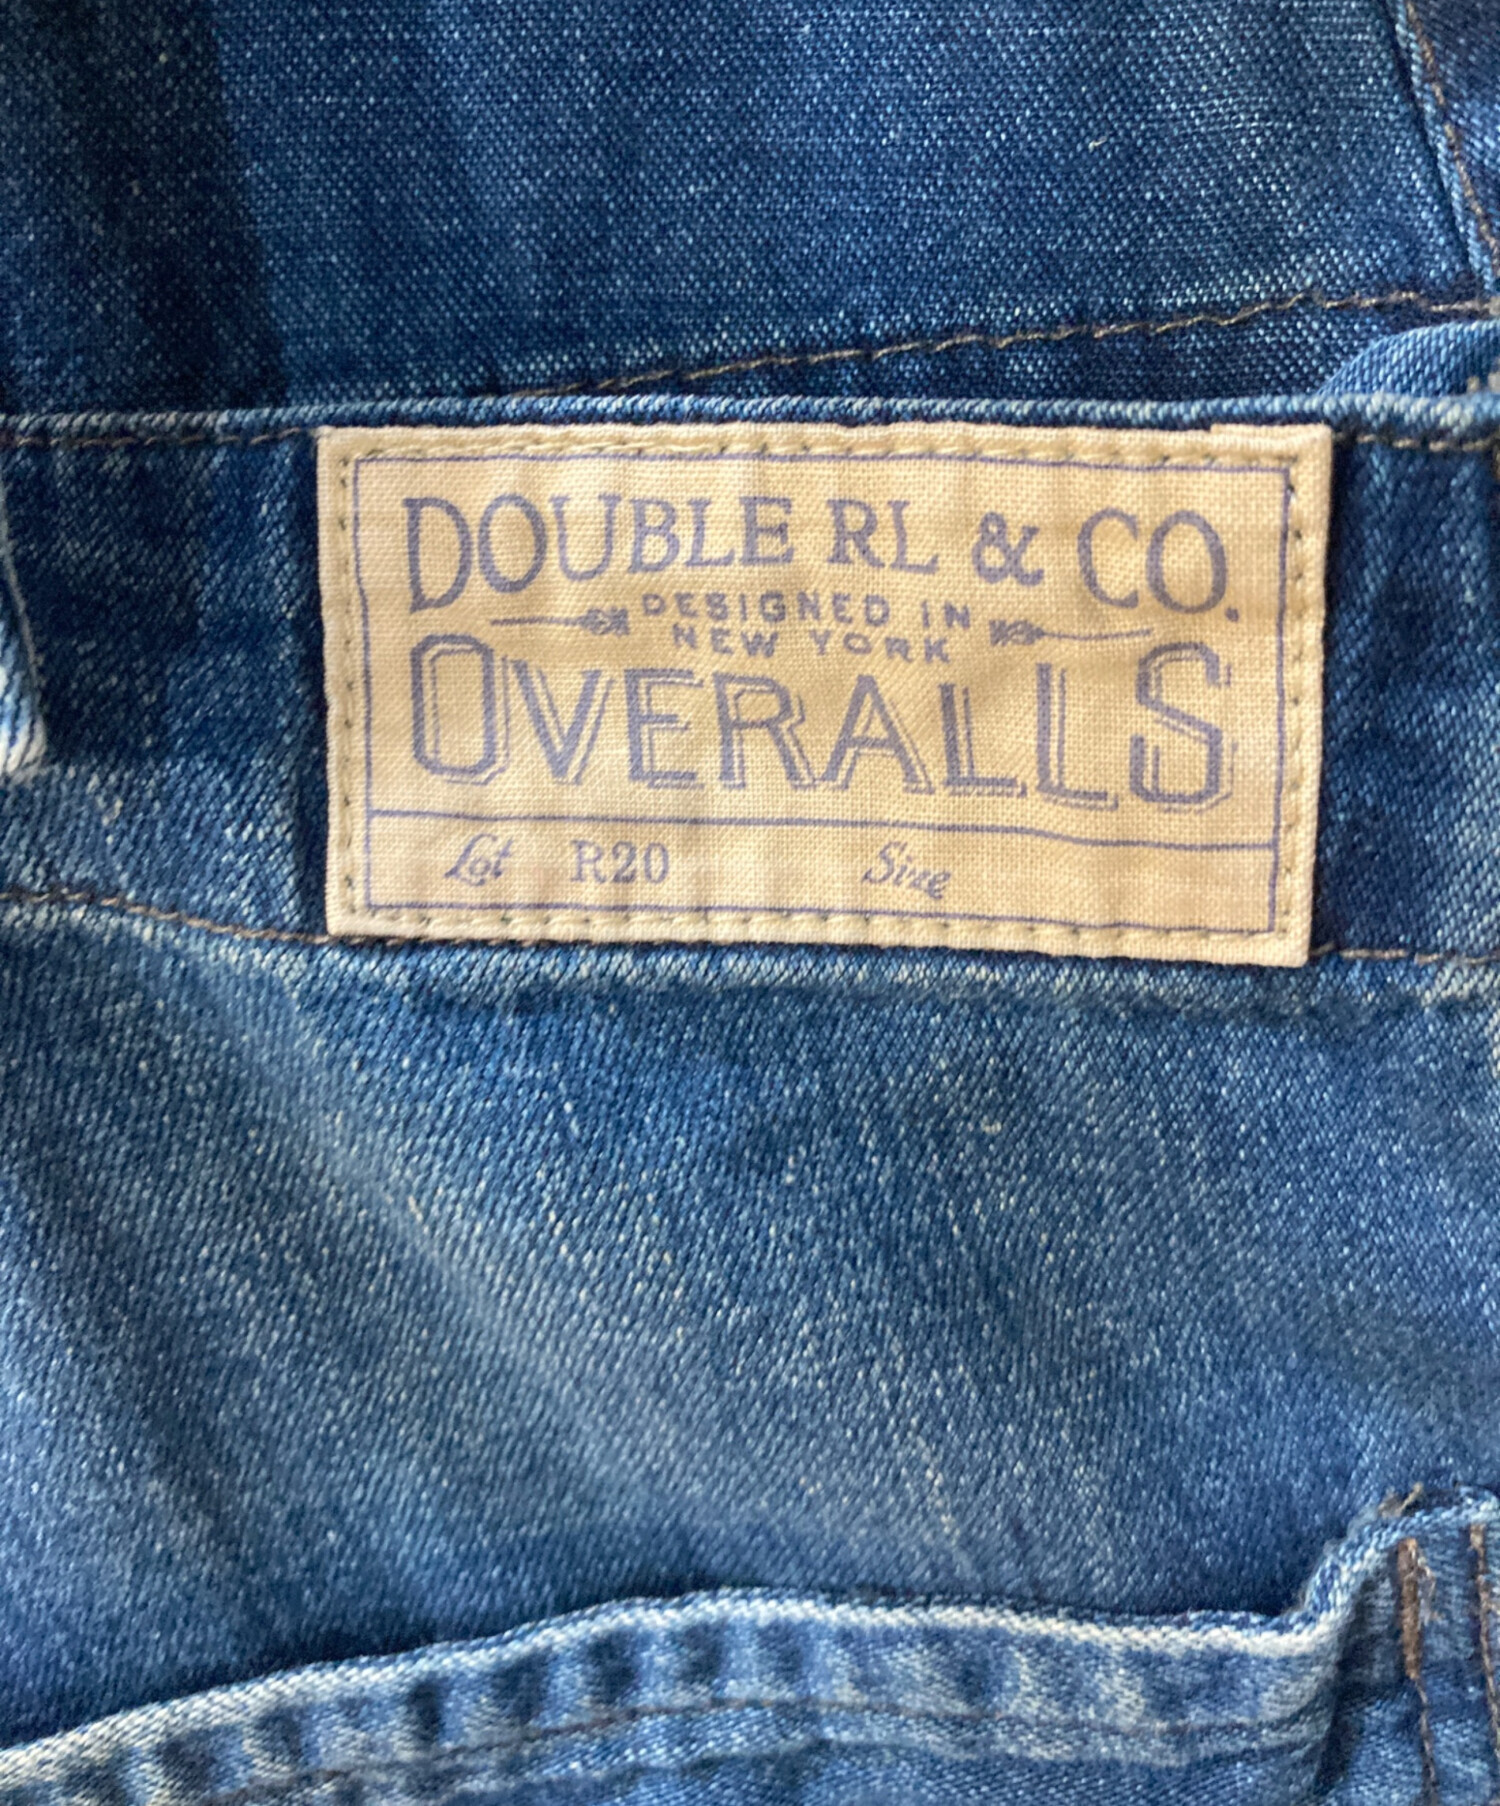 DOUBLE RL & CO.
DESIGNED IN
NEW YORK
OVERALLS
Lot R20 Size